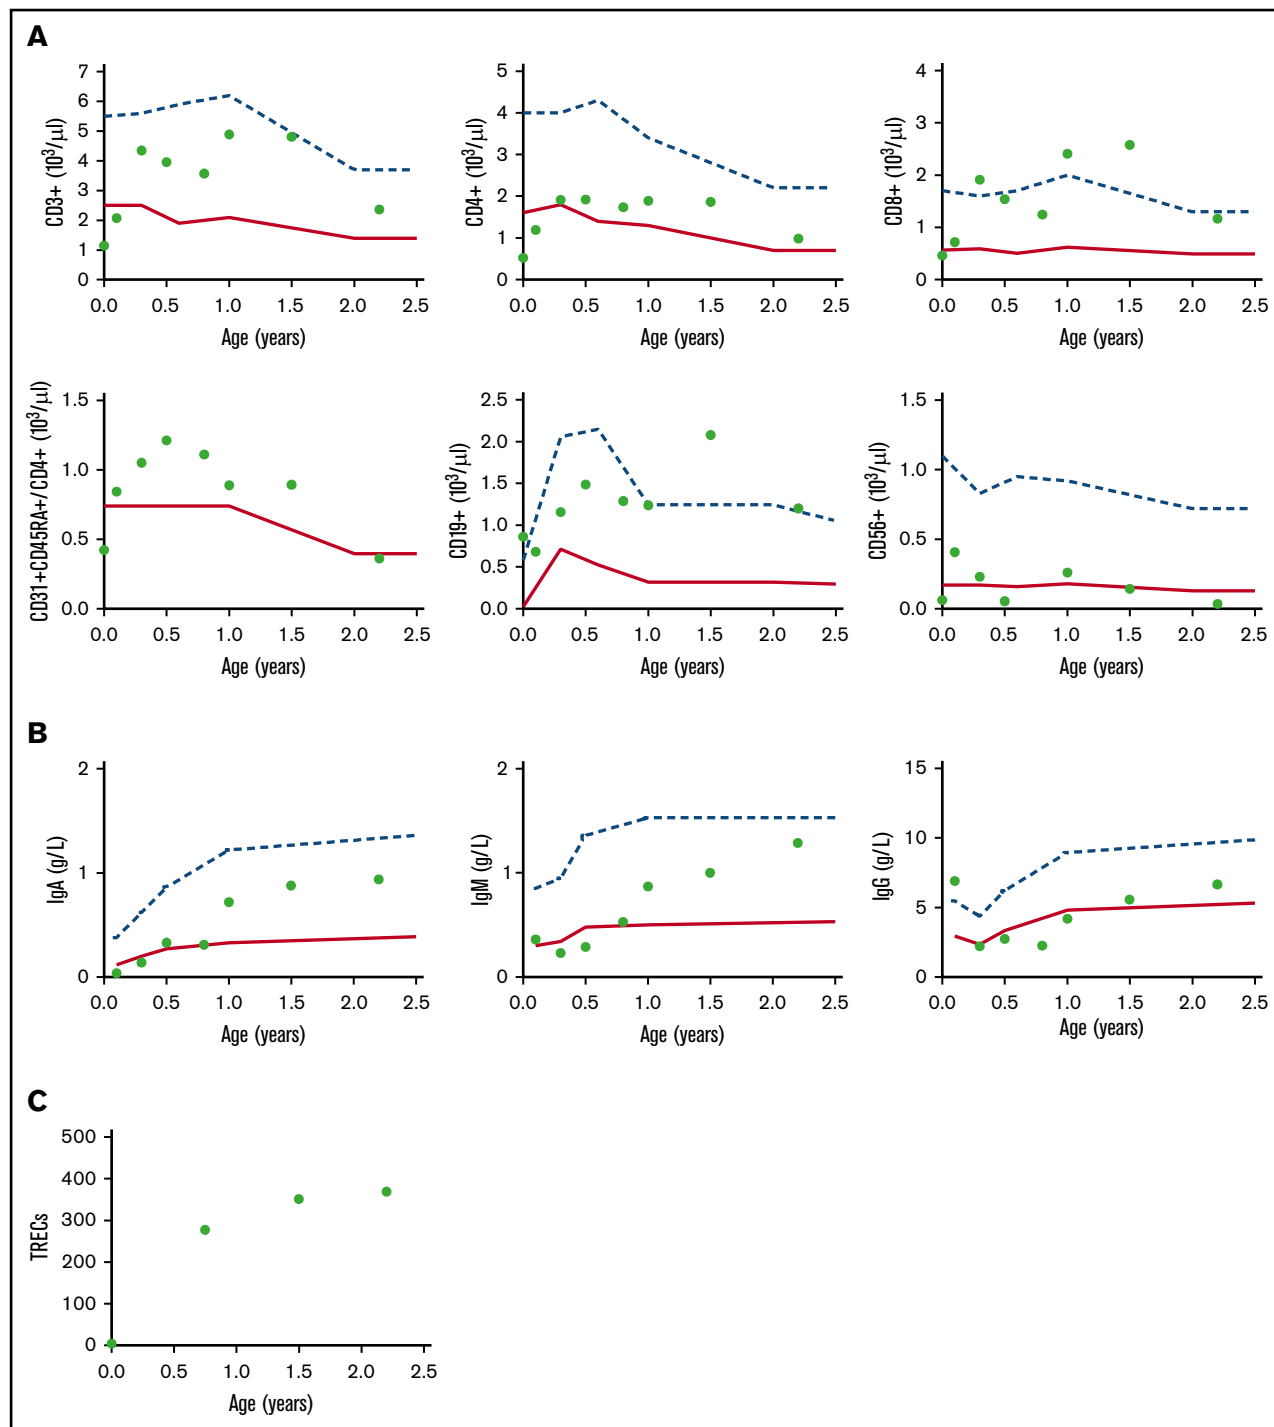 A
CD3+ (10³/µl)
7
6
5
4
3
2
1
0
0.0 0.5 1.0 1.5 2.0 2.5
Age (years)
CD4+ (10³/µl)
5
4
3
2
1
0
0.0 0.5 1.0 1.5 2.0 2.5
Age (years)
CD8+ (10³/µl)
4
3
2
1
0
0.0 0.5 1.0 1.5 2.0 2.5
Age (years)
CD31+CD45RA+/CD4+ (10³/µl)
1.5
1.0
0.5
0.0
0.0 0.5 1.0 1.5 2.0 2.5
Age (years)
CD19+ (10³/µl)
2.5
2.0
1.5
1.0
0.5
0.0
0.0 0.5 1.0 1.5 2.0 2.5
Age (years)
CD56+ (10³/µl)
1.5
1.0
0.5
0.0
0.0 0.5 1.0 1.5 2.0 2.5
Age (years)
B
IgA (g/L)
2
1
0
0.0 0.5 1.0 1.5 2.0 2.5
Age (years)
IgM (g/L)
2
1
0
0.0 0.5 1.0 1.5 2.0 2.5
Age (years)
IgG (g/L)
15
10
5
0
0.0 0.5 1.0 1.5 2.0 2.5
Age (years)
C
TRECs
500
400
300
200
100
0
0.0 0.5 1.0 1.5 2.0 2.5
Age (years)